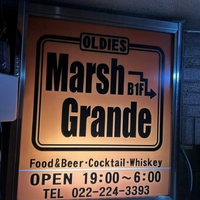 OLDIES
Marsh
B1F
Grande
Food&Beer・Cocktail・Whiskey
OPEN 19:00～6:00
TEL 022-224-3393